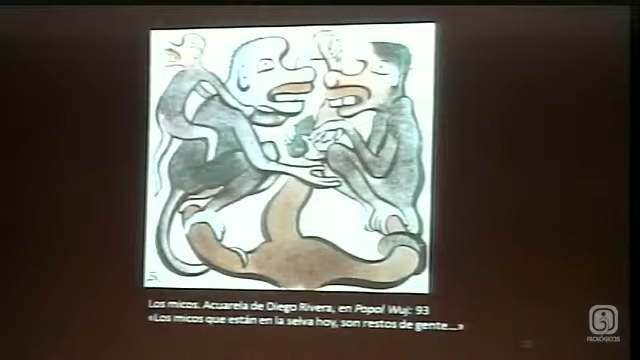 Los micos. Acuarela de Diego Rivera, en Popol Wuj: 93
«Los micos que están en la selva hoy, son restos de gente...»
FILOLÓGICOS